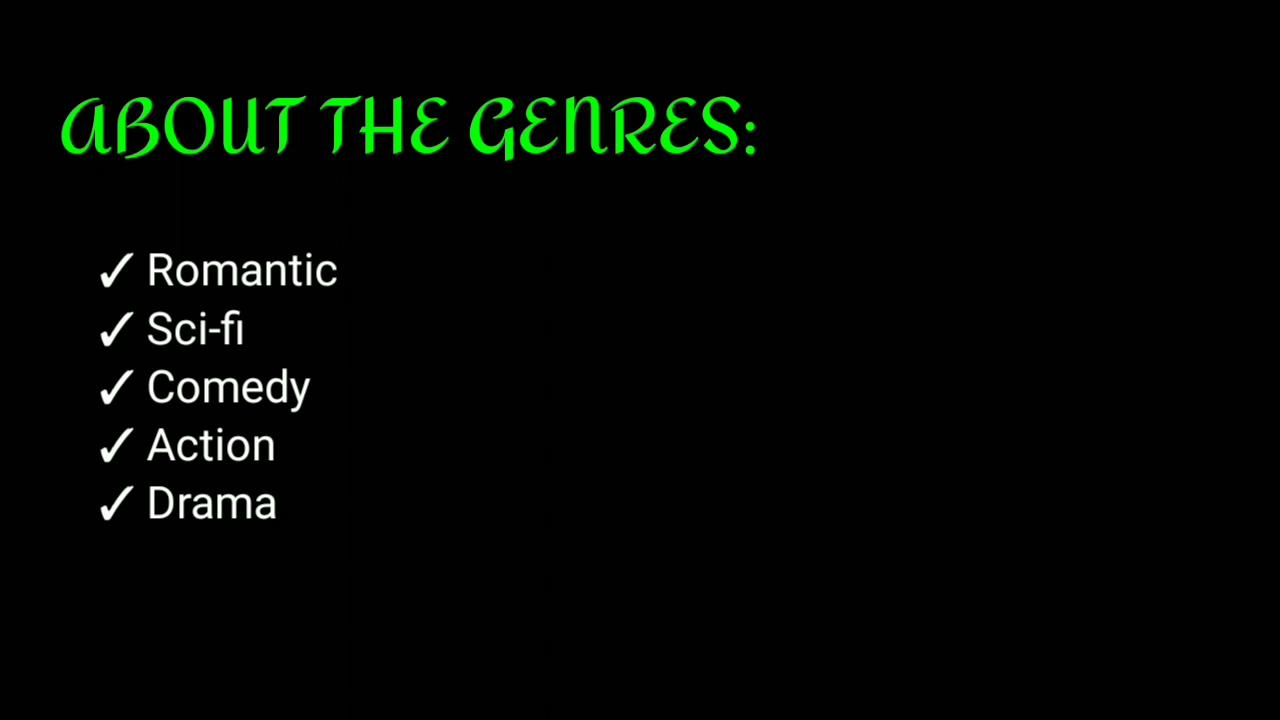 ABOUT THE GENRES:
✓ Romantic
✓ Sci-fi
✓ Comedy
✓ Action
✓ Drama